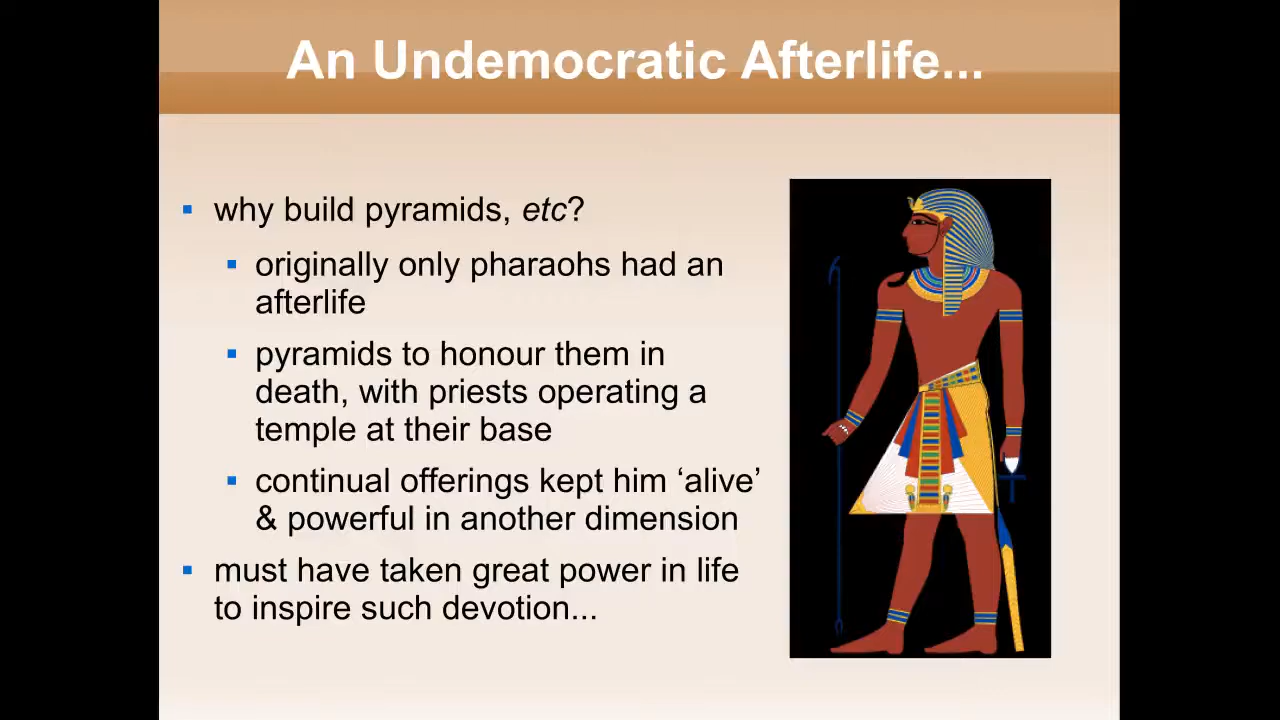 An Undemocratic Afterlife...
▪ why build pyramids, etc?
▪ originally only pharaohs had an
afterlife
▪ pyramids to honour them in
death, with priests operating a
temple at their base
▪ continual offerings kept him ‘alive’
& powerful in another dimension
▪ must have taken great power in life
to inspire such devotion...